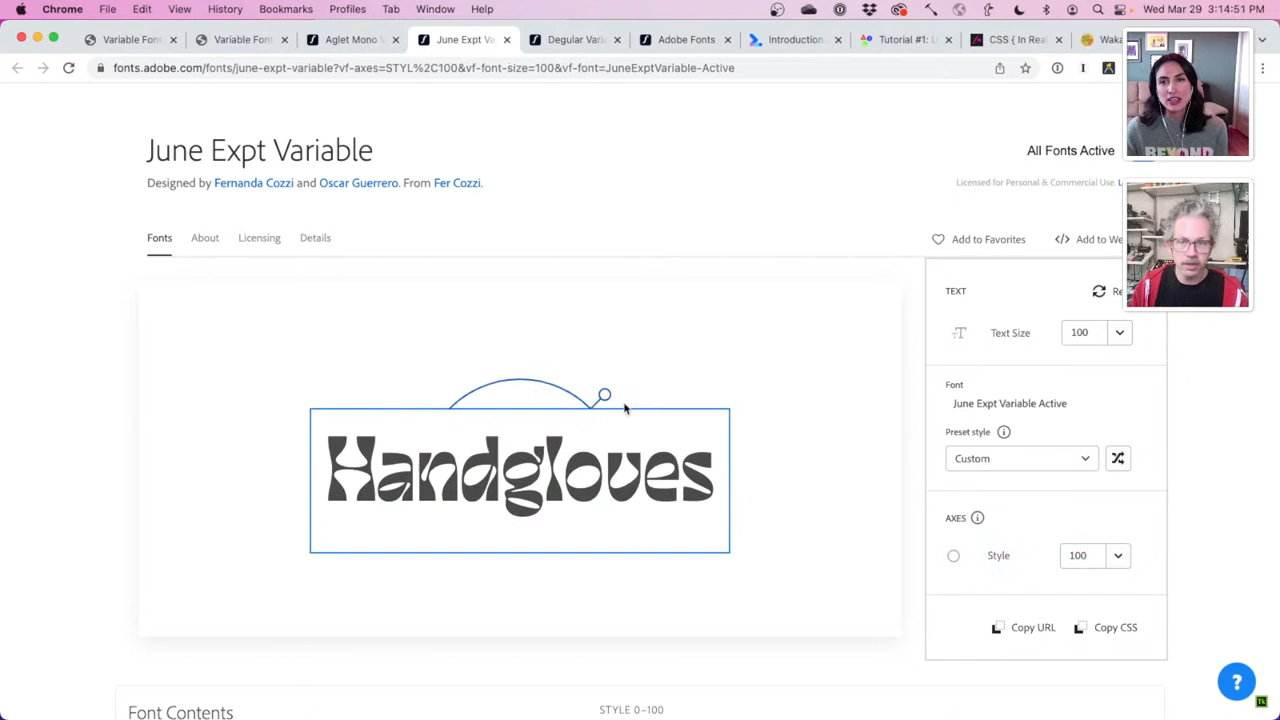 Chrome File Edit View History Bookmarks Profiles Tab Window Help Wed Mar 29 3:14:51 PM
Variable Fon Variable Fon Aglet Mono V June Expt Va Degular Vari Adobe Fonts Introduction Tutorial #1: L CSS { In Rea Waka
fonts.adobe.com/fonts/june-expt-variable?vf-axes=STYL%2C100&vf-font-size=100&vf-font=JuneExptVariable-Active
BEYOND
June Expt Variable
All Fonts Active
Designed by Fernanda Cozzi and Oscar Guerrero. From Fer Cozzi.
Licensed for Personal & Commercial Use.
Fonts About Licensing Details
Add to Favorites
</> Add to We
TEXT
Re
Text Size 100
Font
June Expt Variable Active
Preset style
Custom
Handgloves
AXES
Style 100
Copy URL Copy CSS
?
Font Contents
STYLE 0–100